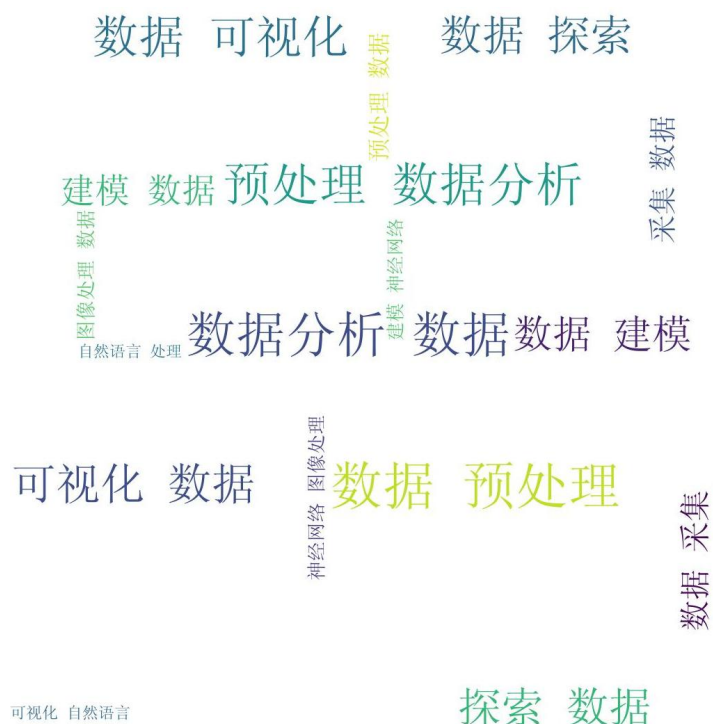 数据 可视化
数据 探索
预处理 数据
采集 数据
建模 数据
预处理 数据分析
图像处理 数据
建模 神经网络
自然语言 处理
数据分析 数据
数据 建模
可视化 数据
神经网络 图像处理
数据 预处理
数据 采集
可视化 自然语言
探索 数据